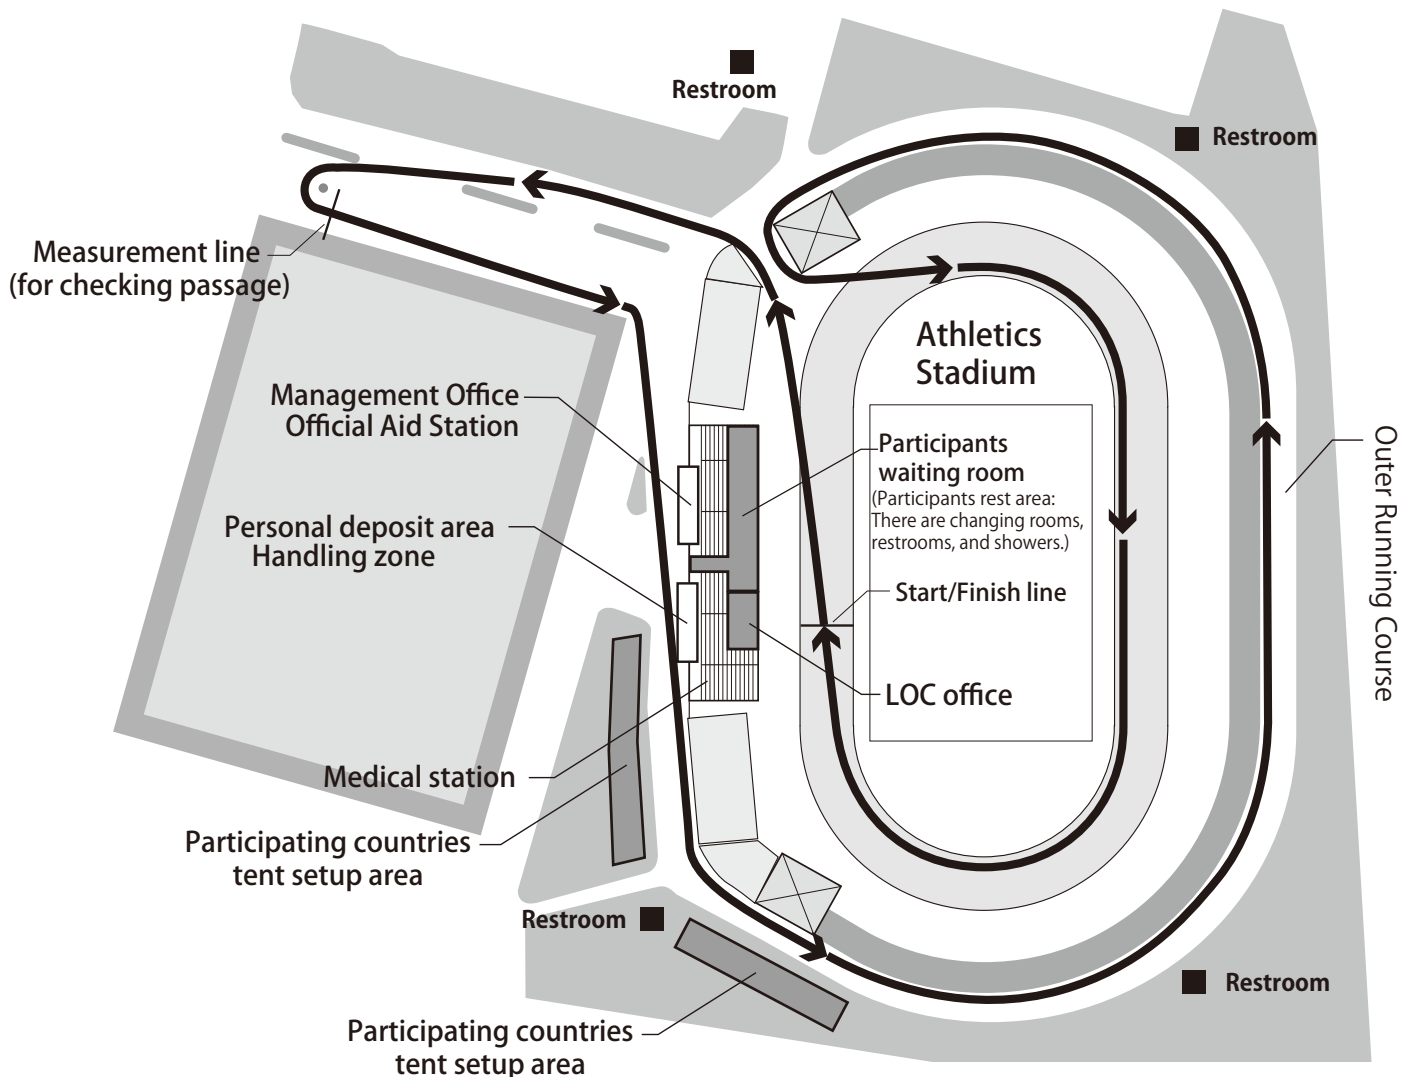 Restroom
Restroom
Measurement line
(for checking passage)
Athletics
Stadium
Management Office
Official Aid Station
Participants
waiting room
(Participants rest area:
There are changing rooms,
restrooms, and showers.)
Outer Running Course
Personal deposit area
Handling zone
Start/Finish line
LOC office
Medical station
Participating countries
tent setup area
Restroom
Restroom
Participating countries
tent setup area